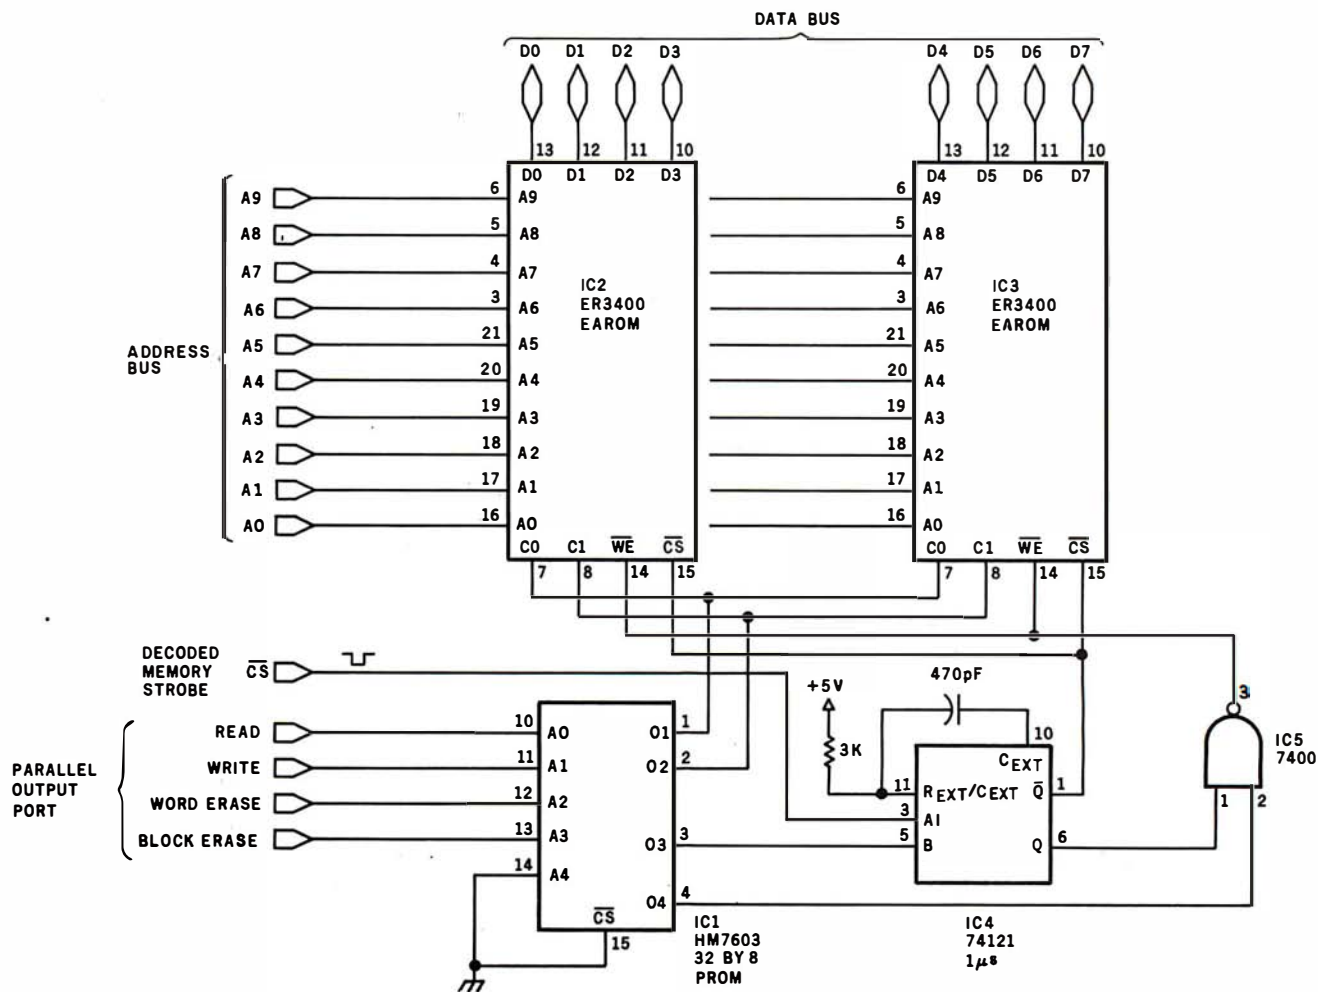 DATA BUS
D0 D1 D2 D3 D4 D5 D6 D7
13 12 11 10 13 12 11 10
D0 D1 D2 D3 D4 D5 D6 D7
A9 6 A9 6 A9
A8 5 A8 5 A8
A7 4 A7 4 A7
IC2
ER3400
EAROM
IC3
ER3400
EAROM
A6 3 A6 3 A6
ADDRESS
BUS
A5 21 A5 21 A5
A4 20 A4 20 A4
A3 19 A3 19 A3
A2 18 A2 18 A2
A1 17 A1 17 A1
A0 16 A0 16 A0
C0 C1 W̅E̅ C̅S̅ C0 C1 W̅E̅ C̅S̅
7 8 14 15 7 8 14 15
DECODED
MEMORY
STROBE
C̅S̅
PARALLEL
OUTPUT
PORT
READ 10 A0 O1 1
WRITE 11 A1 O2 2
WORD ERASE 12 A2
BLOCK ERASE 13 A3 O3 3
14 A4 O4 4
C̅S̅
15
IC1
HM7603
32 BY 8
PROM
+5V
3K
470pF
10
CEXT
11 REXT/CEXT Q̅ 1
3 A1
5 B Q 6
IC4
74121
1μs
3
IC5
7400
1 2